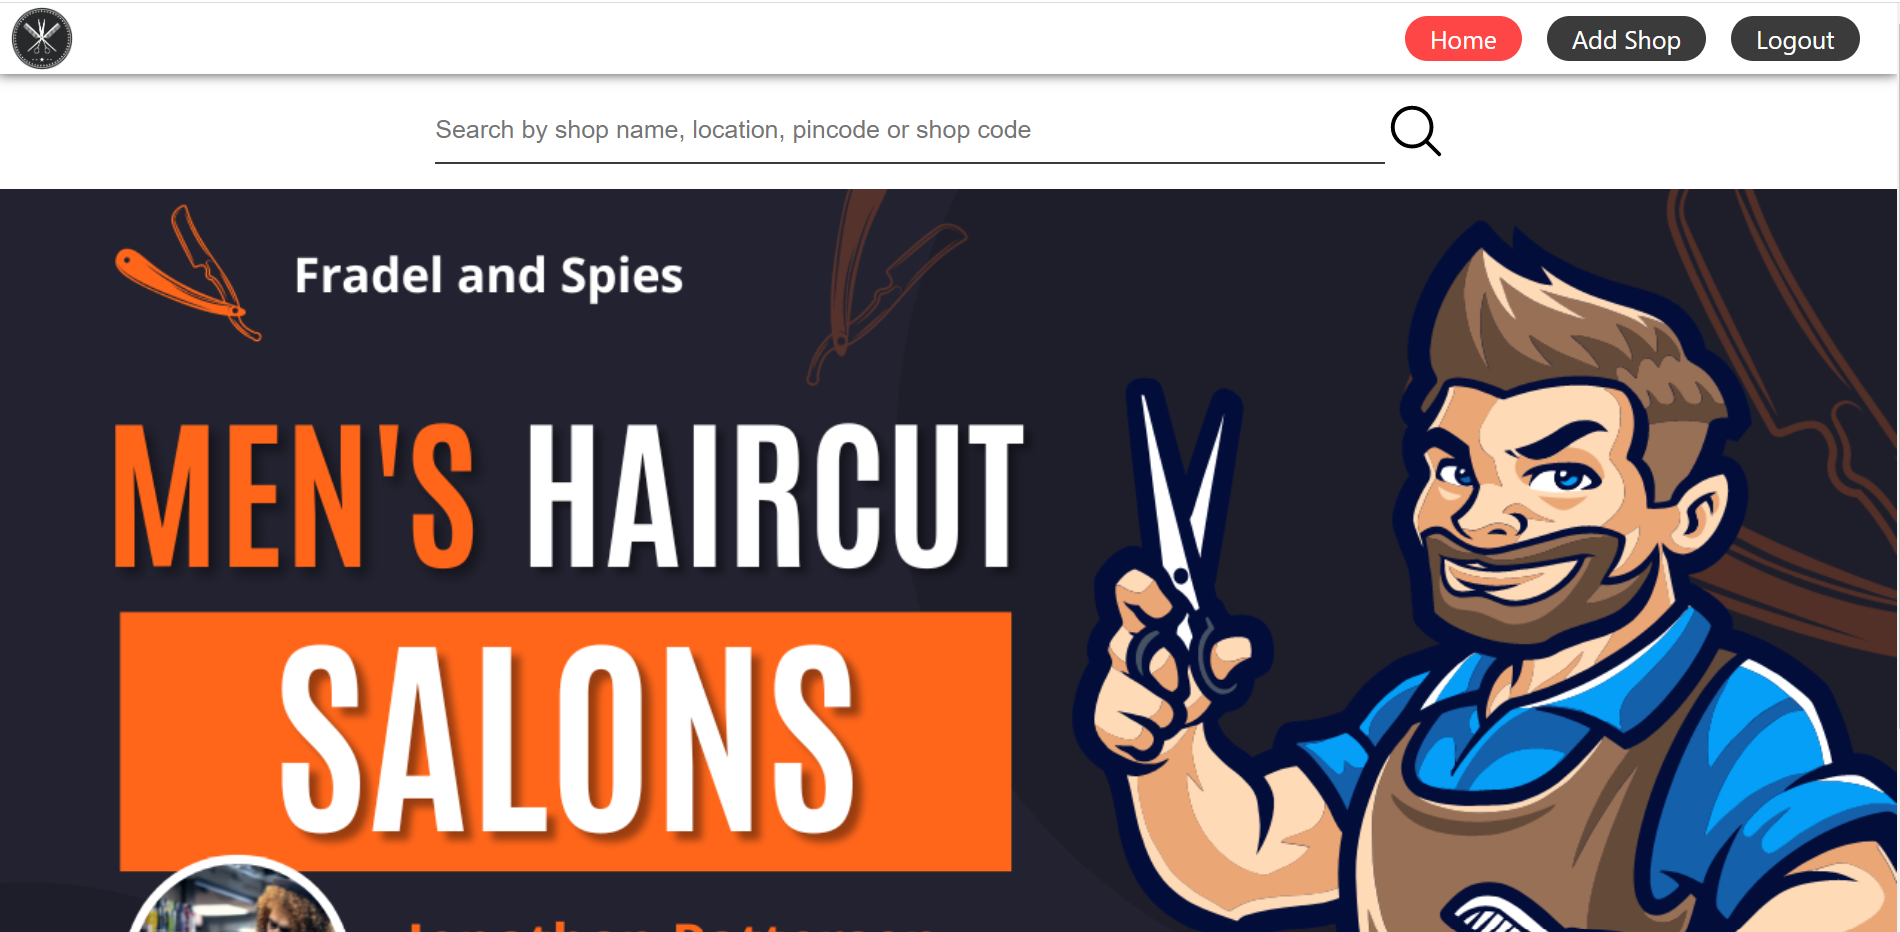 Home Add Shop Logout
Search by shop name, location, pincode or shop code
Fradel and Spies
MEN'S HAIRCUT
SALONS